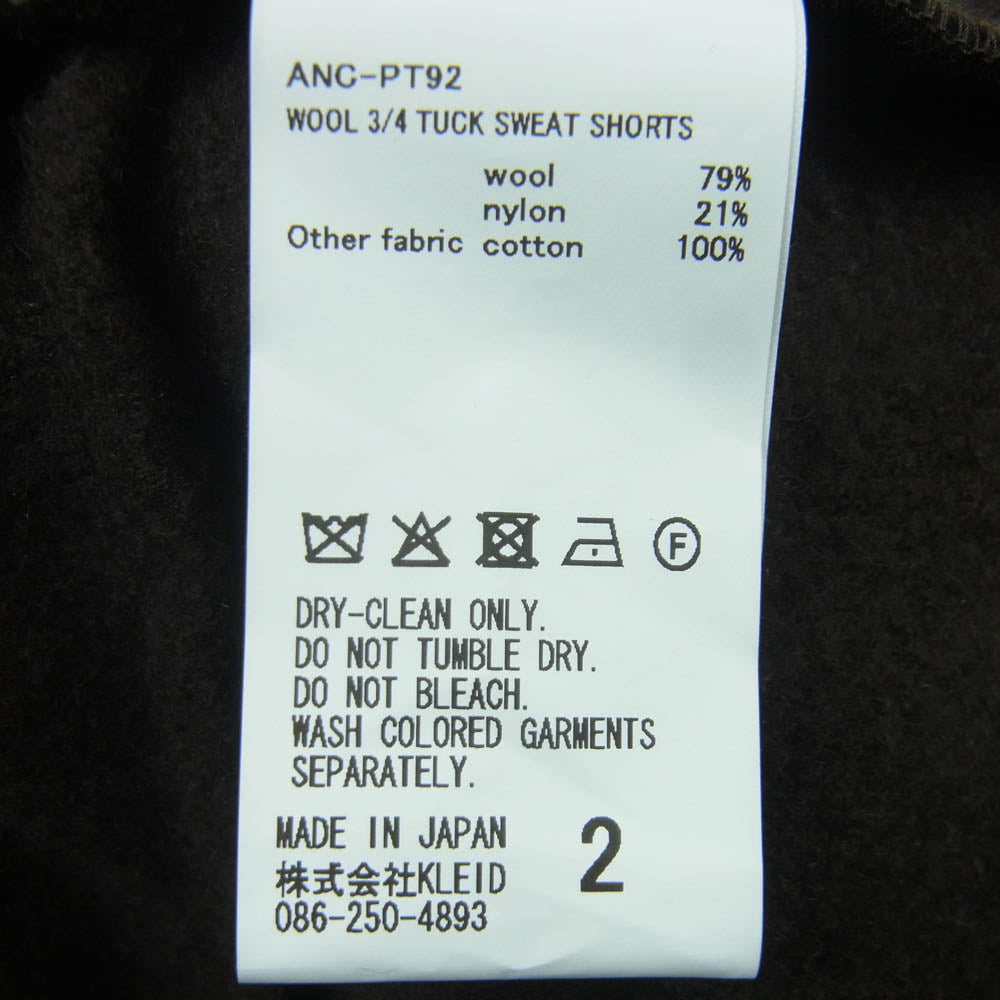 ANC-PT92
WOOL 3/4 TUCK SWEAT SHORTS
wool 79%
nylon 21%
Other fabric cotton 100%
F
DRY-CLEAN ONLY.
DO NOT TUMBLE DRY.
DO NOT BLEACH.
WASH COLORED GARMENTS
SEPARATELY.
MADE IN JAPAN 2
株式会社KLEID
086-250-4893